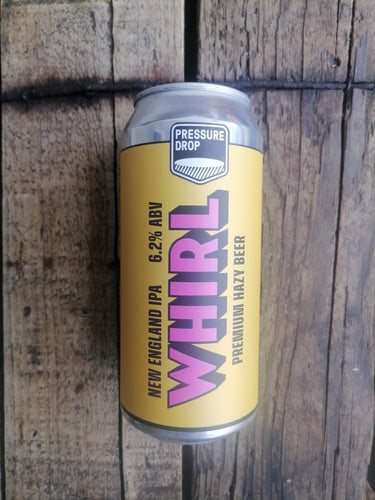 PRESSURE
DROP
NEW ENGLAND IPA 6.2% ABV
WHIRL
PREMIUM HAZY BEER